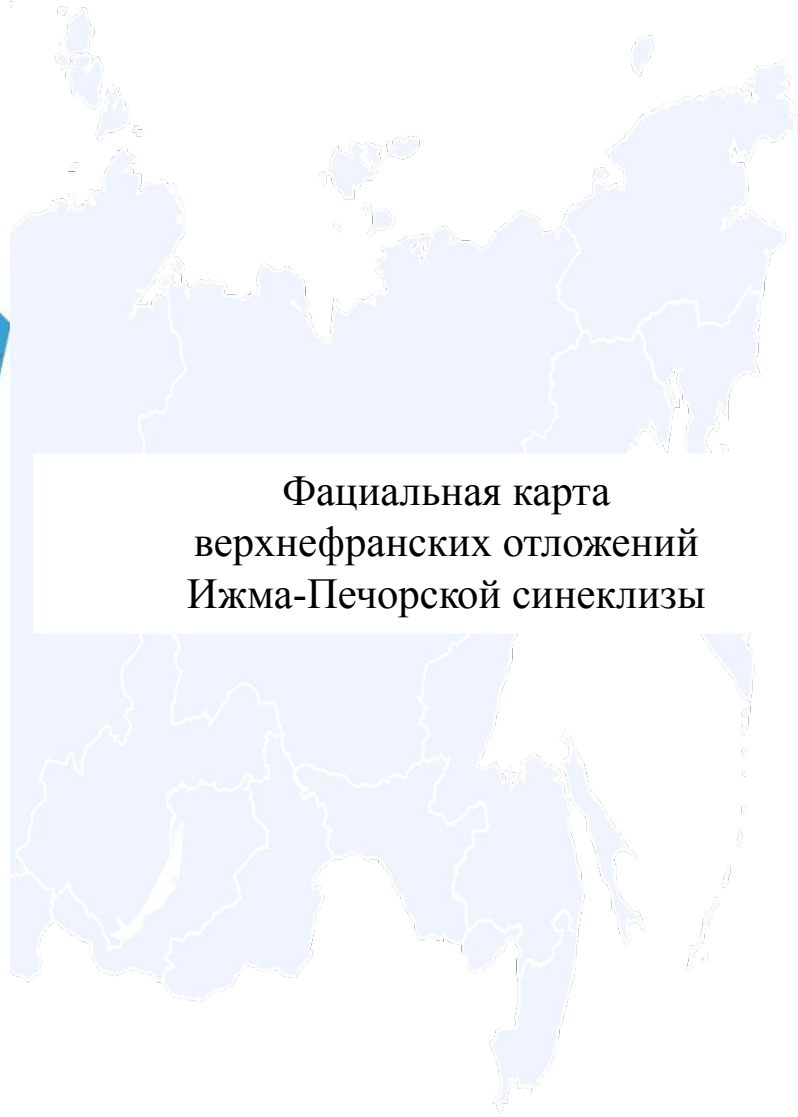 Фациальная карта
верхнефранских отложений
Ижма-Печорской синеклизы